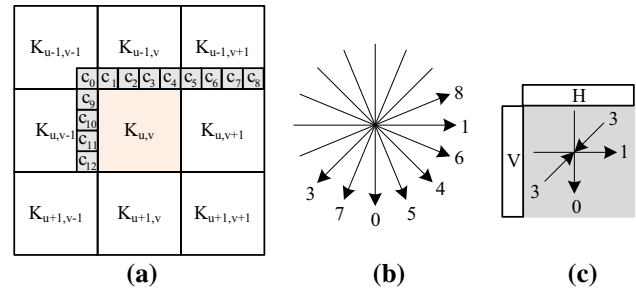 K_{u-1,v-1} K_{u-1,v} K_{u-1,v+1}
c_0 c_1 c_2 c_3 c_4 c_5 c_6 c_7 c_8
c_9
c_10
c_11
c_12
K_{u,v-1} K_{u,v} K_{u,v+1}
K_{u+1,v-1} K_{u+1,v} K_{u+1,v+1}
(a)
8
1
6
4
5
0
7
3
(b)
H
V
3
1
3
0
(c)